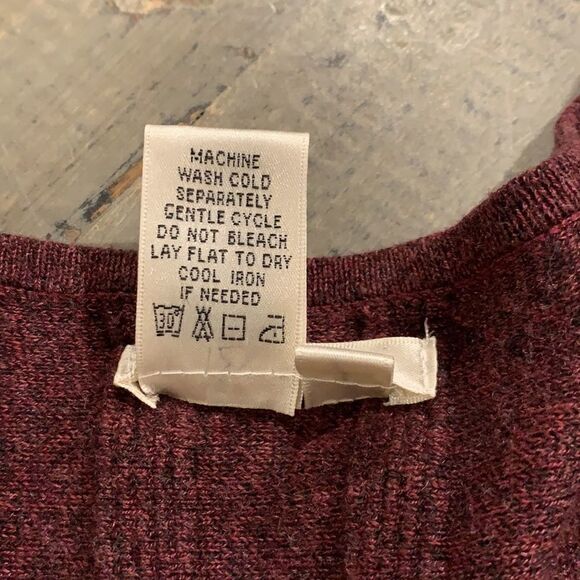 MACHINE
WASH COLD
SEPARATELY
GENTLE CYCLE
DO NOT BLEACH
LAY FLAT TO DRY
COOL IRON
IF NEEDED
30